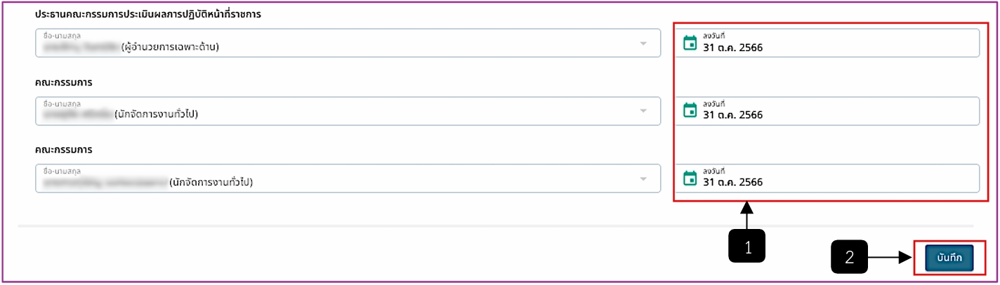 ประธานคณะกรรมการประเมินผลการปฏิบัติหน้าที่ราชการ
ชื่อ-นามสกุล
(ผู้อำนวยการเฉพาะด้าน)
ลงวันที่
31 ต.ค. 2566
คณะกรรมการ
ชื่อ-นามสกุล
(นักจัดการงานทั่วไป)
ลงวันที่
31 ต.ค. 2566
คณะกรรมการ
ชื่อ-นามสกุล
(นักจัดการงานทั่วไป)
ลงวันที่
31 ต.ค. 2566
1
2
บันทึก